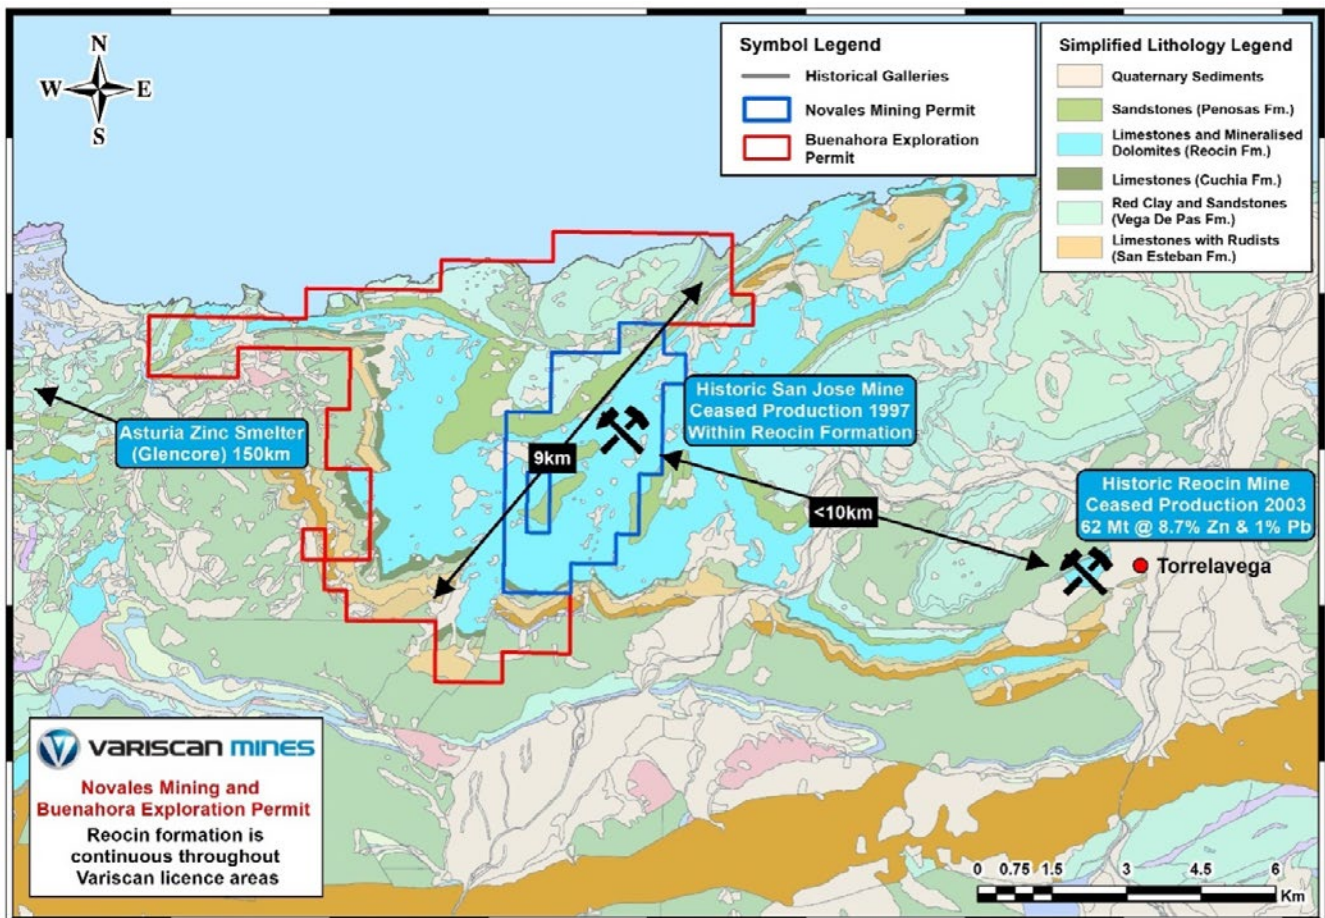 N
W E
S
Symbol Legend
Historical Galleries
Novales Mining Permit
Buenahora Exploration
Permit
Simplified Lithology Legend
Quaternary Sediments
Sandstones (Penosas Fm.)
Limestones and Mineralised
Dolomites (Reocin Fm.)
Limestones (Cuchia Fm.)
Red Clay and Sandstones
(Vega De Pas Fm.)
Limestones with Rudists
(San Esteban Fm.)
Asturia Zinc Smelter
(Glencore) 150km
9km
Historic San Jose Mine
Ceased Production 1997
Within Reocin Formation
<10km
Historic Reocin Mine
Ceased Production 2003
62 Mt @ 8.7% Zn & 1% Pb
Torrelavega
VARISCAN MINES
Novales Mining and
Buenahora Exploration Permit
Reocin formation is
continuous throughout
Variscan licence areas
0 0.75 1.5 3 4.5 6
Km